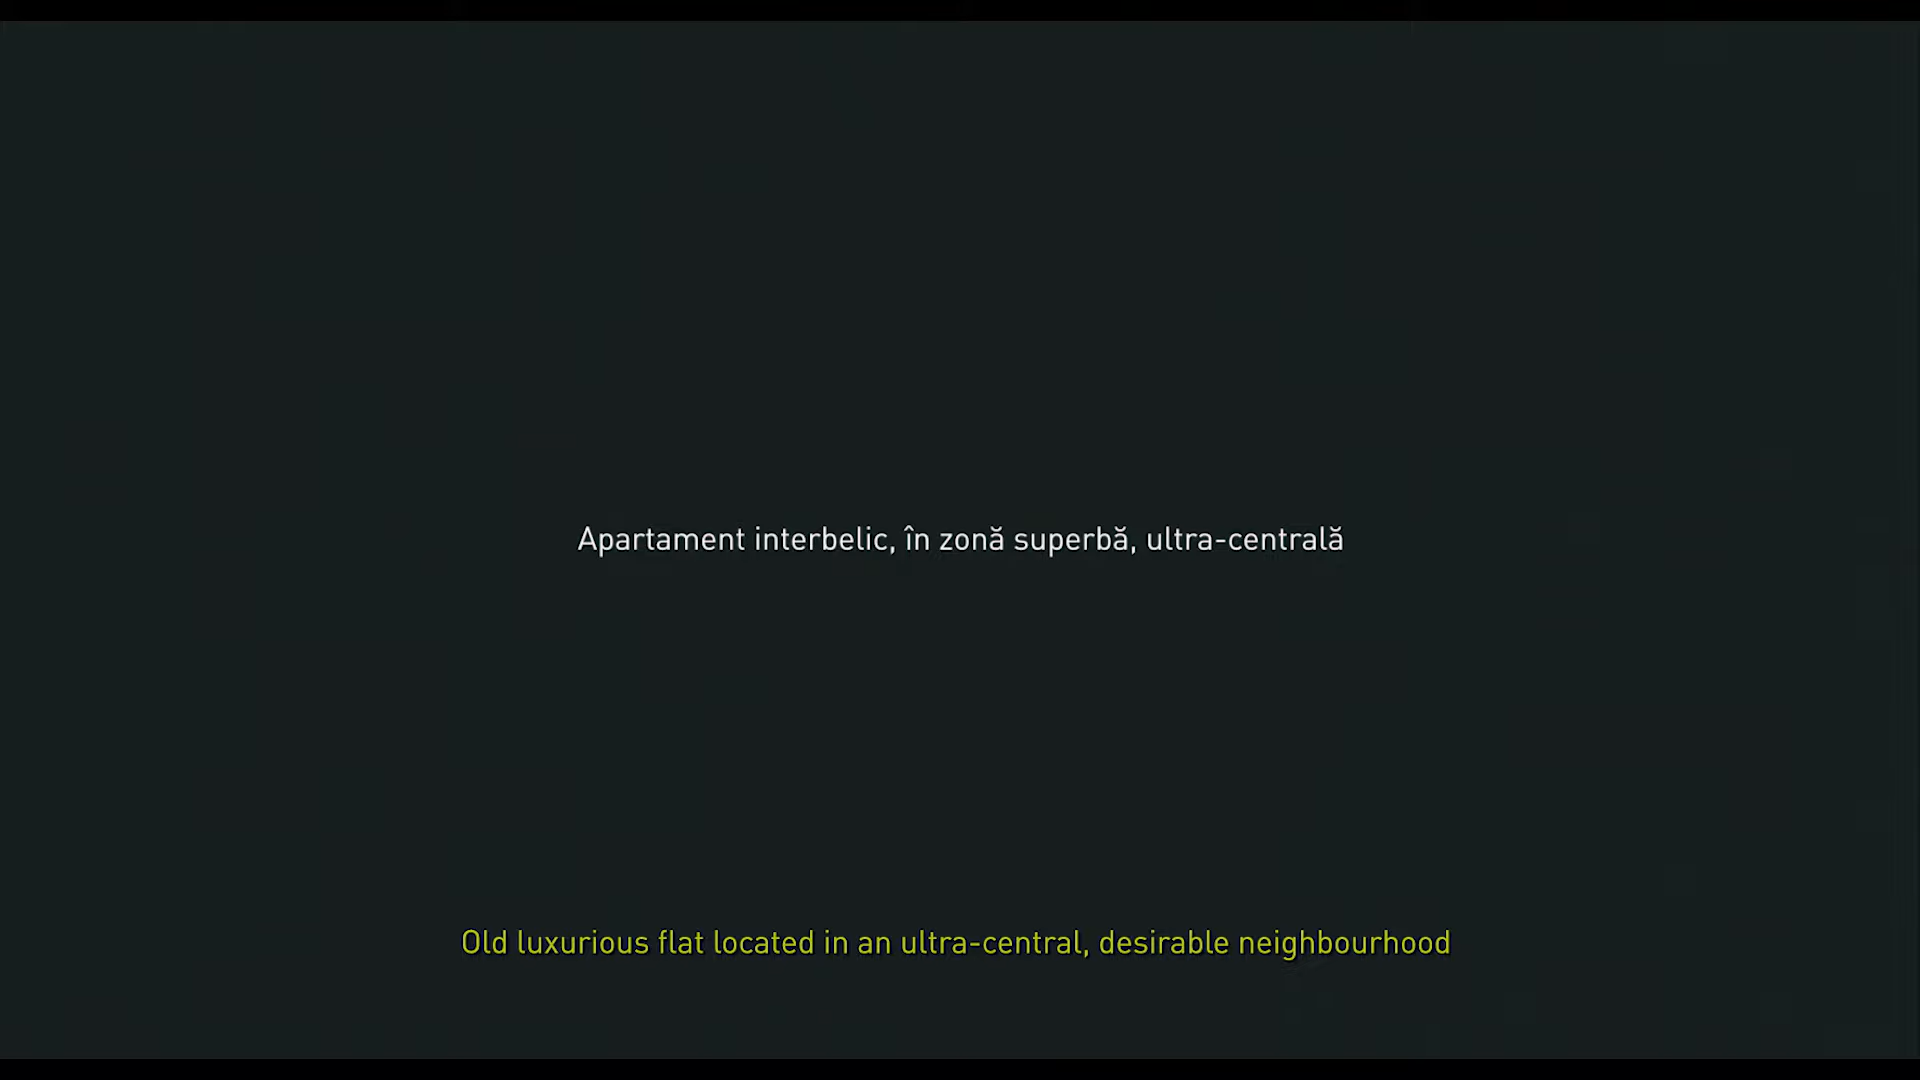 Apartament interbelic, în zonă superbă, ultra-centrală
Old luxurious flat located in an ultra-central, desirable neighbourhood